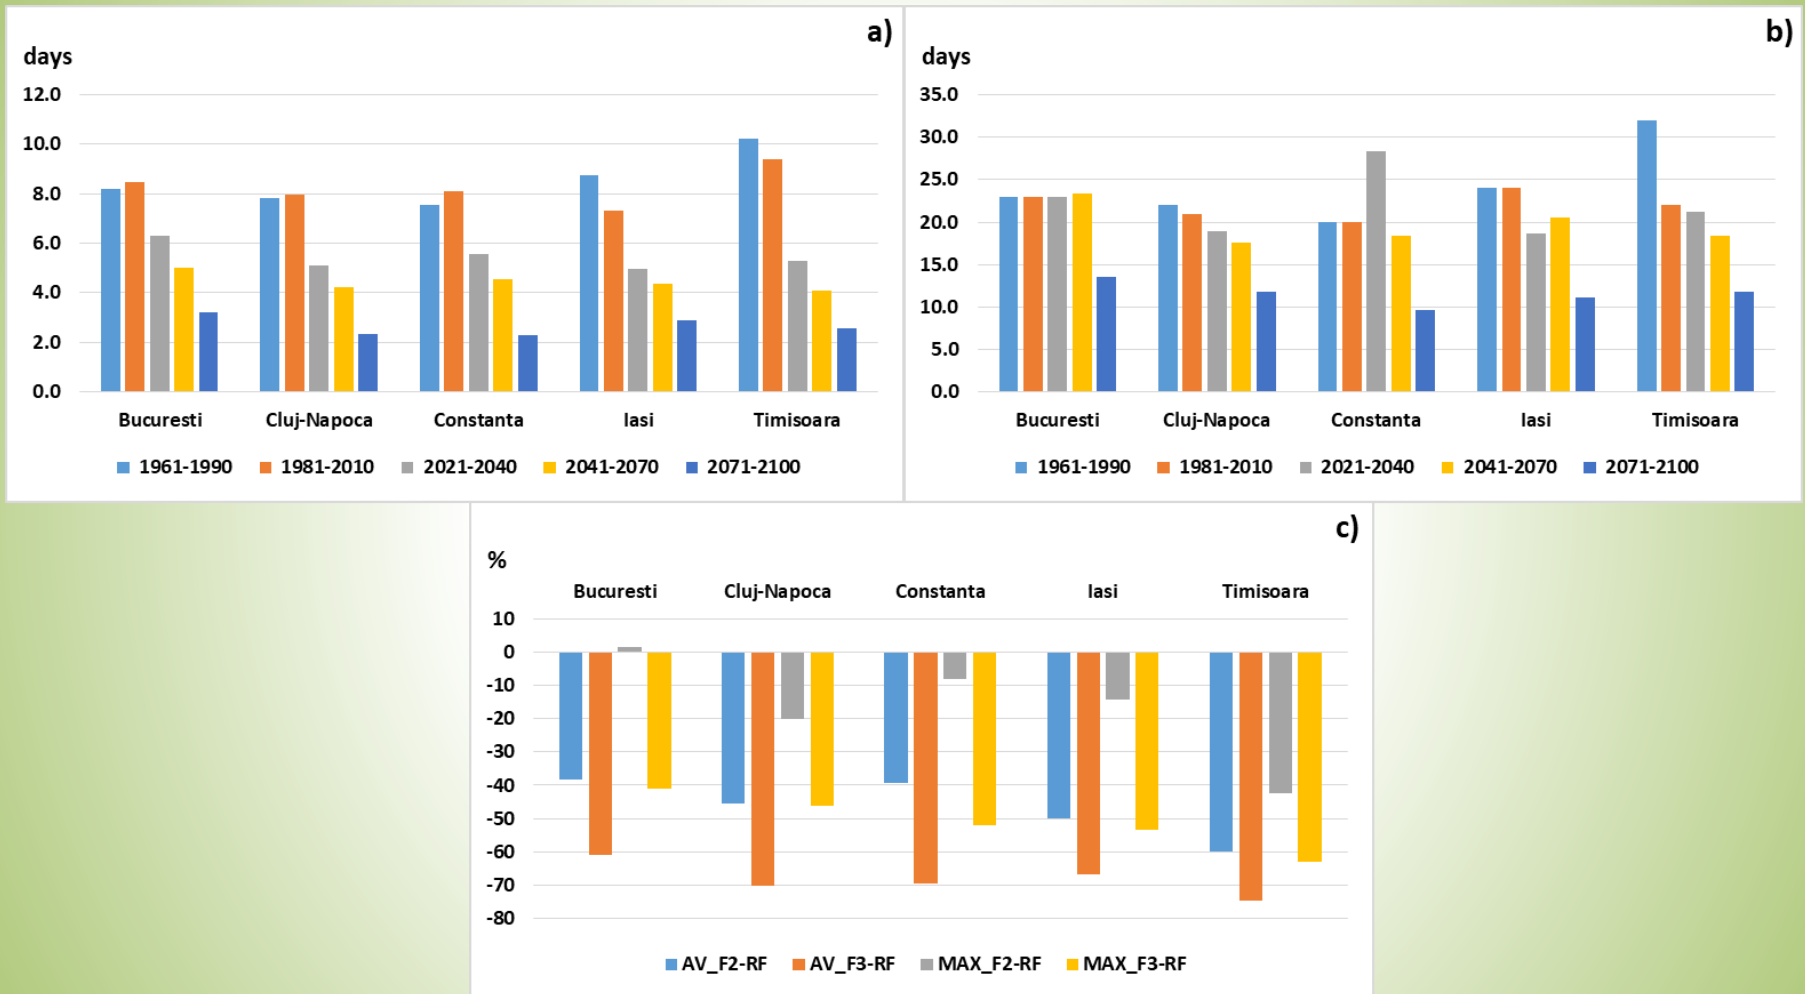 a)
days
12.0
10.0
8.0
6.0
4.0
2.0
0.0
Bucuresti Cluj-Napoca Constanta Iasi Timisoara
1961-1990 1981-2010 2021-2040 2041-2070 2071-2100
b)
days
35.0
30.0
25.0
20.0
15.0
10.0
5.0
0.0
Bucuresti Cluj-Napoca Constanta Iasi Timisoara
1961-1990 1981-2010 2021-2040 2041-2070 2071-2100
c)
%
Bucuresti Cluj-Napoca Constanta Iasi Timisoara
10
0
-10
-20
-30
-40
-50
-60
-70
-80
AV_F2-RF AV_F3-RF MAX_F2-RF MAX_F3-RF